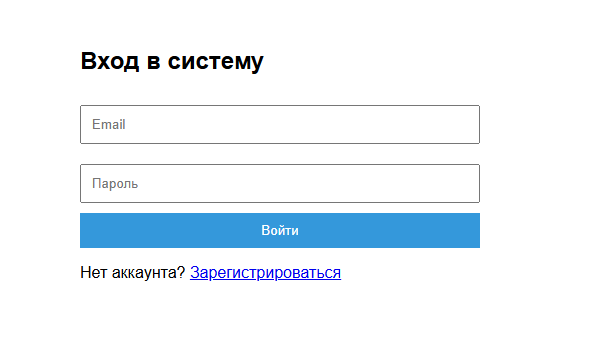 Вход в систему
Email
Пароль
Войти
Нет аккаунта? Зарегистрироваться